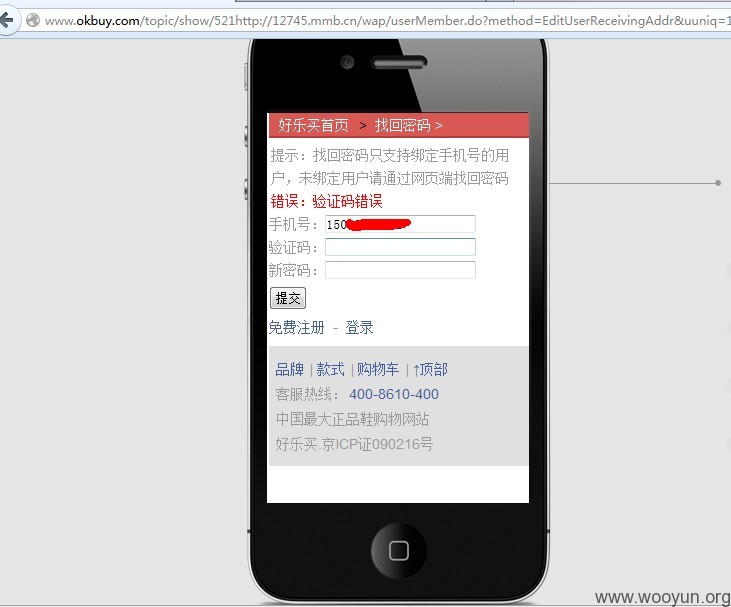 www.okbuy.com/topic/show/521http://12745.mmb.cn/wap/userMember.do?method=EditUserReceivingAddr&uuniq=1
好乐买首页 > 找回密码 >
提示：找回密码只支持绑定手机号的用
户，未绑定用户请通过网页端找回密码
错误：验证码错误
手机号：150
验证码：
新密码：
提交
免费注册 - 登录
品牌 | 款式 | 购物车 | ↑顶部
客服热线： 400-8610-400
中国最大正品鞋购物网站
好乐买.京ICP证090216号
www.wooyun.org